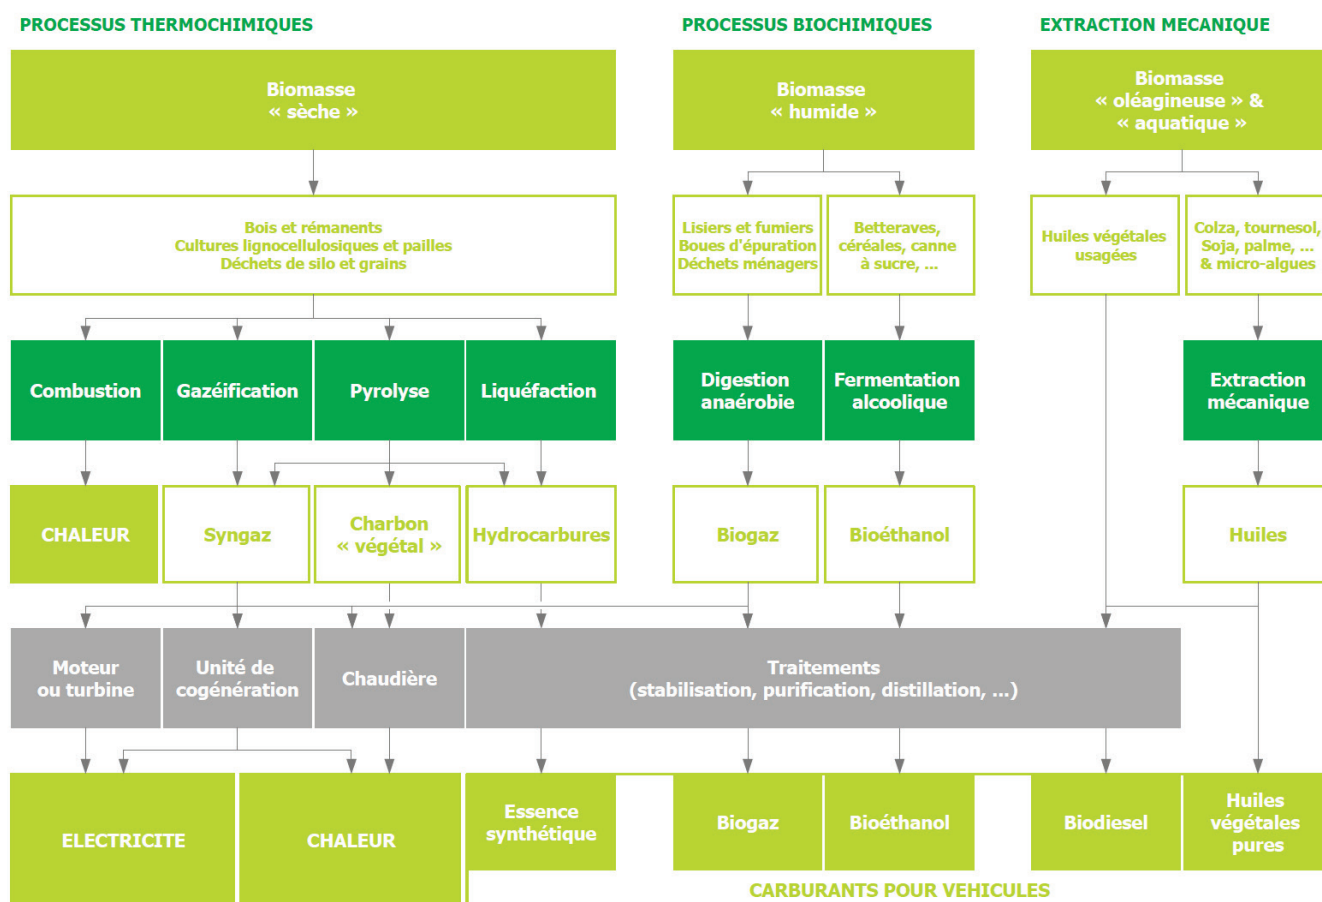 PROCESSUS THERMOCHIMIQUES
PROCESSUS BIOCHIMIQUES
EXTRACTION MECANIQUE
Biomasse
« sèche »
Biomasse
« humide »
Biomasse
« oléagineuse » &
« aquatique »
Bois et rémanents
Cultures lignocellulosiques et pailles
Déchets de silo et grains
Lisiers et fumiers
Boues d'épuration
Déchets ménagers
Betteraves,
céréales, canne
à sucre, ...
Huiles végétales
usagées
Colza, tournesol,
Soja, palme, ...
& micro-algues
Combustion
Gazéification
Pyrolyse
Liquéfaction
Digestion
anaérobie
Fermentation
alcoolique
Extraction
mécanique
CHALEUR
Syngaz
Charbon
« végétal »
Hydrocarbures
Biogaz
Bioéthanol
Huiles
Moteur
ou turbine
Unité de
cogénération
Chaudière
Traitements
(stabilisation, purification, distillation, ...)
ELECTRICITE
CHALEUR
Essence
synthétique
Biogaz
Bioéthanol
Biodiesel
Huiles
végétales
pures
CARBURANTS POUR VEHICULES